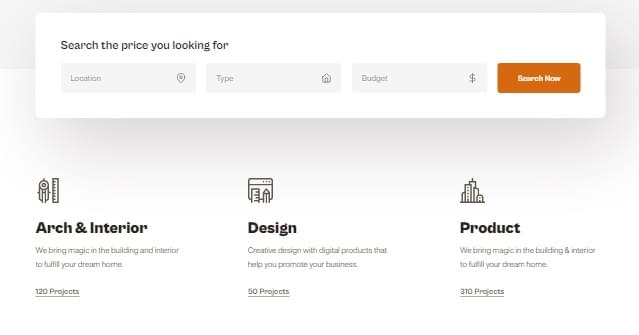 Search the price you looking for
Location
Type
Budget
Search Now
Arch & Interior
We bring magic in the building and interior
to fulfill your dream home.
120 Projects
Design
Creative design with digital products that
help you promote your business.
50 Projects
Product
We bring magic in the building & interior
to fulfill your dream home.
310 Projects